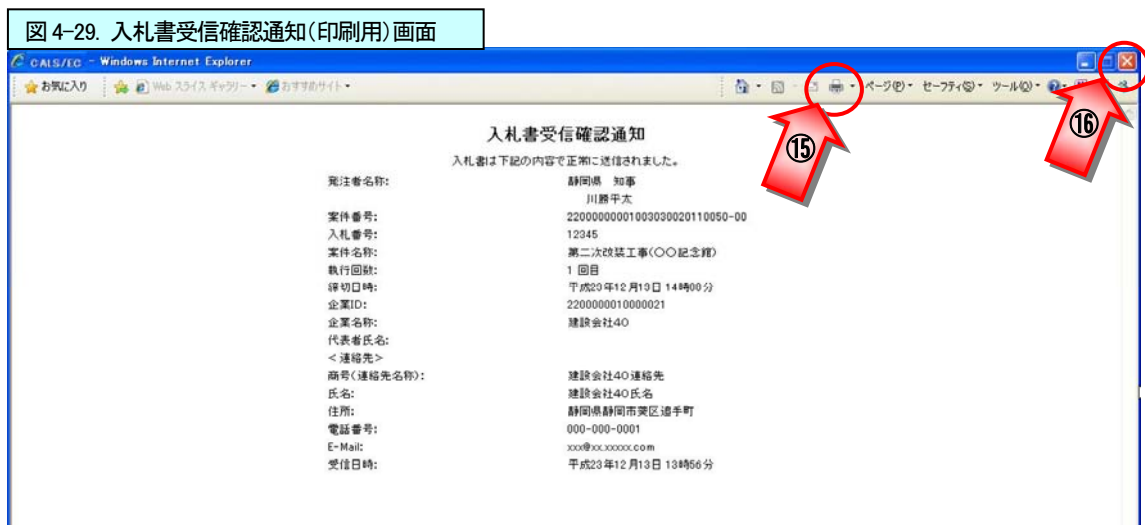 図 4-29. 入札書受信確認通知(印刷用)画面
CALS/EC - Windows Internet Explorer
お気に入り Web スライス ギャラリー おすすめサイト ページ(P) セーフティ(S) ツール(O)
⑮ ⑯
入札書受信確認通知
入札書は下記の内容で正常に送信されました。
発注者名称: 静岡県 知事
川勝平太
案件番号: 22000000001003030020110050-00
入札番号: 12345
案件名称: 第二次改装工事(〇〇記念館)
執行回数: 1 回目
締切日時: 平成23年12月13日 14時00分
企業ID: 2200000010000021
企業名称: 建設会社40
代表者氏名:
<連絡先>
商号(連絡先名称): 建設会社40連絡先
氏名: 建設会社40氏名
住所: 静岡県静岡市葵区追手町
電話番号: 000-000-0001
E-Mail: xxx@xx.xxxxx.com
受信日時: 平成23年12月13日 13時56分